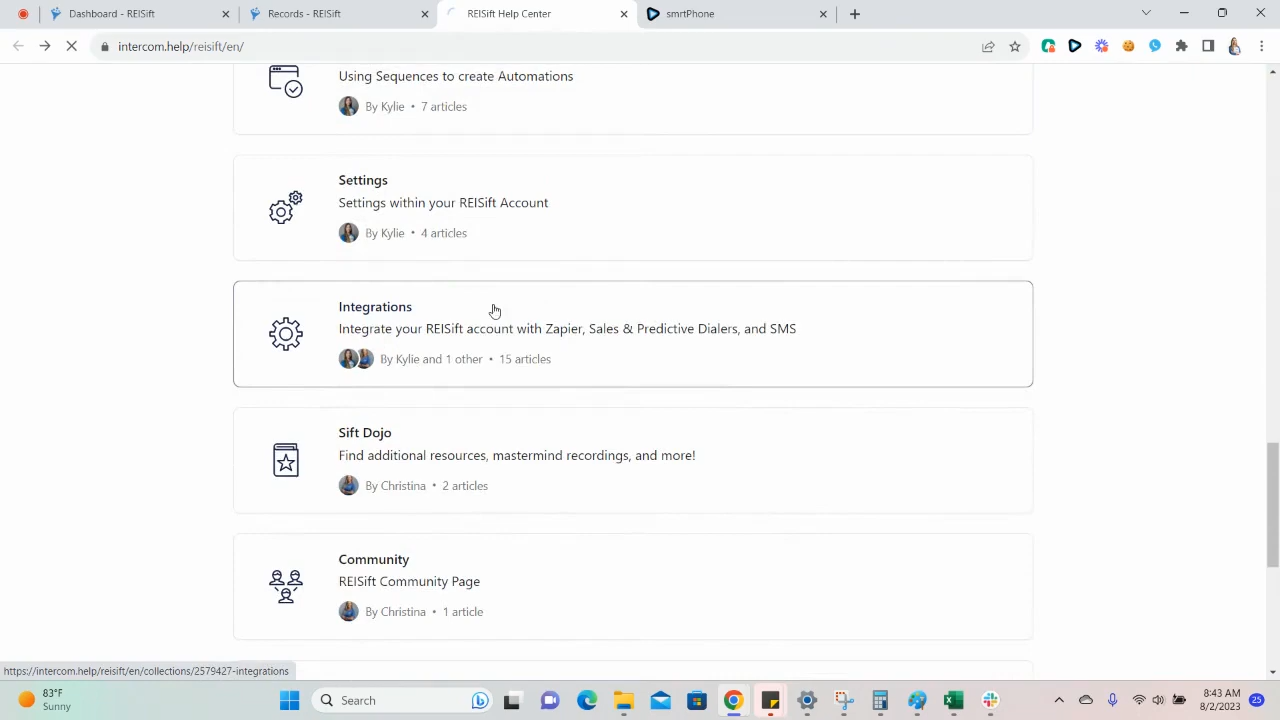 Dashboard - REISift
Records - REISift
REISift Help Center
smrtPhone
intercom.help/reisift/en/
Using Sequences to create Automations
By Kylie • 7 articles
Settings
Settings within your REISift Account
By Kylie • 4 articles
Integrations
Integrate your REISift account with Zapier, Sales & Predictive Dialers, and SMS
By Kylie and 1 other • 15 articles
Sift Dojo
Find additional resources, mastermind recordings, and more!
By Christina • 2 articles
Community
REISift Community Page
By Christina • 1 article
https://intercom.help/reisift/en/collections/2579427-integrations
83°F
Sunny
Search
8:43 AM
8/2/2023
25